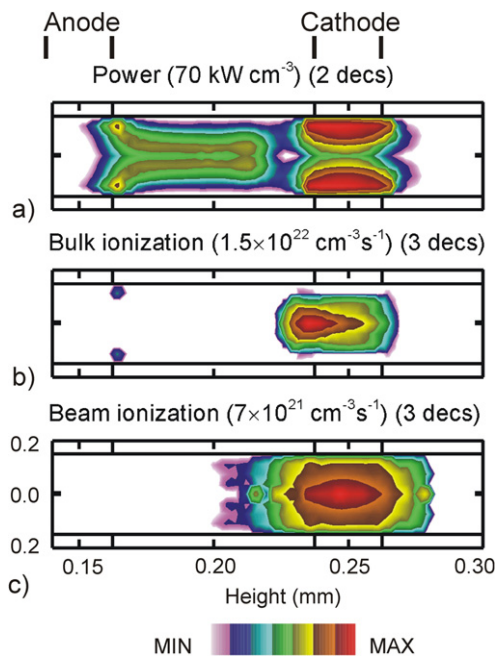 Anode Cathode
Power (70 kW cm⁻³) (2 decs)
a)
Bulk ionization (1.5×10²² cm⁻³s⁻¹) (3 decs)
b)
Beam ionization (7×10²¹ cm⁻³s⁻¹) (3 decs)
0.2
0.0
0.2
c)
0.15 0.20 0.25 0.30
Height (mm)
MIN MAX